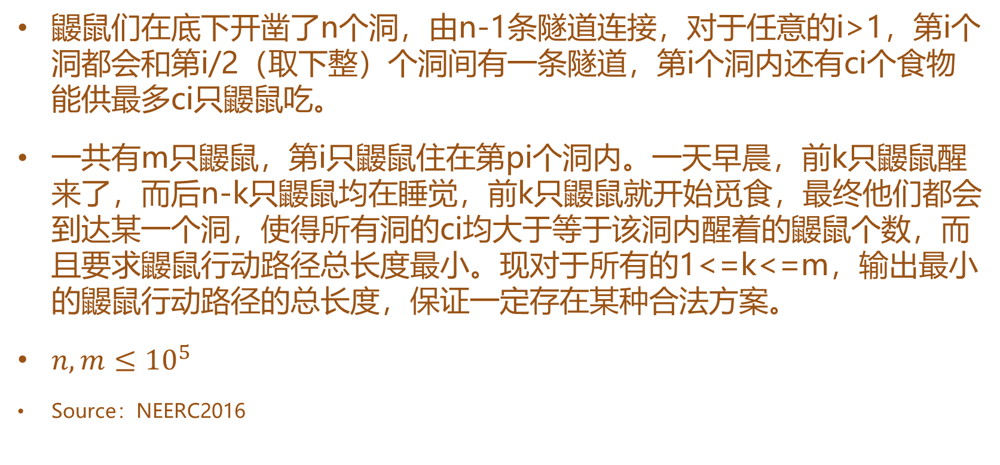 • 鼹鼠们在底下开凿了n个洞，由n-1条隧道连接，对于任意的i>1，第i个
洞都会和第i/2（取下整）个洞间有一条隧道，第i个洞内还有ci个食物
能供最多ci只鼹鼠吃。
• 一共有m只鼹鼠，第i只鼹鼠住在第pi个洞内。一天早晨，前k只鼹鼠醒
来了，而后n-k只鼹鼠均在睡觉，前k只鼹鼠就开始觅食，最终他们都会
到达某一个洞，使得所有洞的ci均大于等于该洞内醒着的鼹鼠个数，而
且要求鼹鼠行动路径总长度最小。现对于所有的1<=k<=m，输出最小
的鼹鼠行动路径的总长度，保证一定存在某种合法方案。
• n, m ≤ 10⁵
• Source：NEERC2016